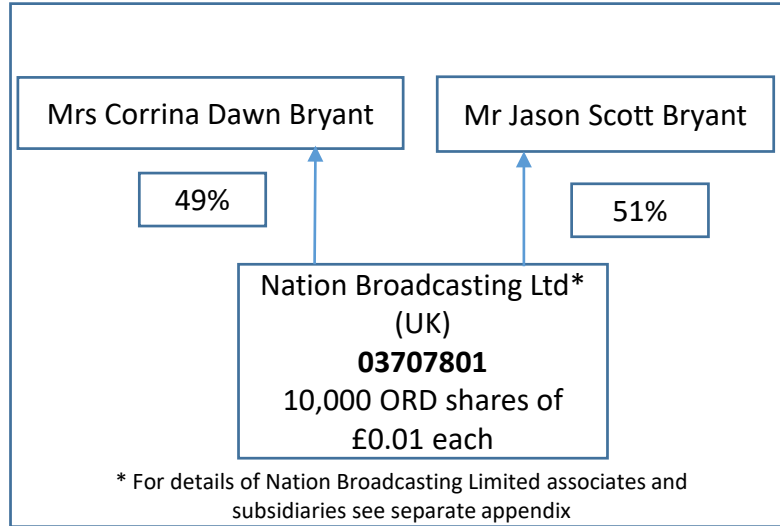 Mrs Corrina Dawn Bryant
Mr Jason Scott Bryant
49%
51%
Nation Broadcasting Ltd*
(UK)
03707801
10,000 ORD shares of
£0.01 each
* For details of Nation Broadcasting Limited associates and
subsidiaries see separate appendix